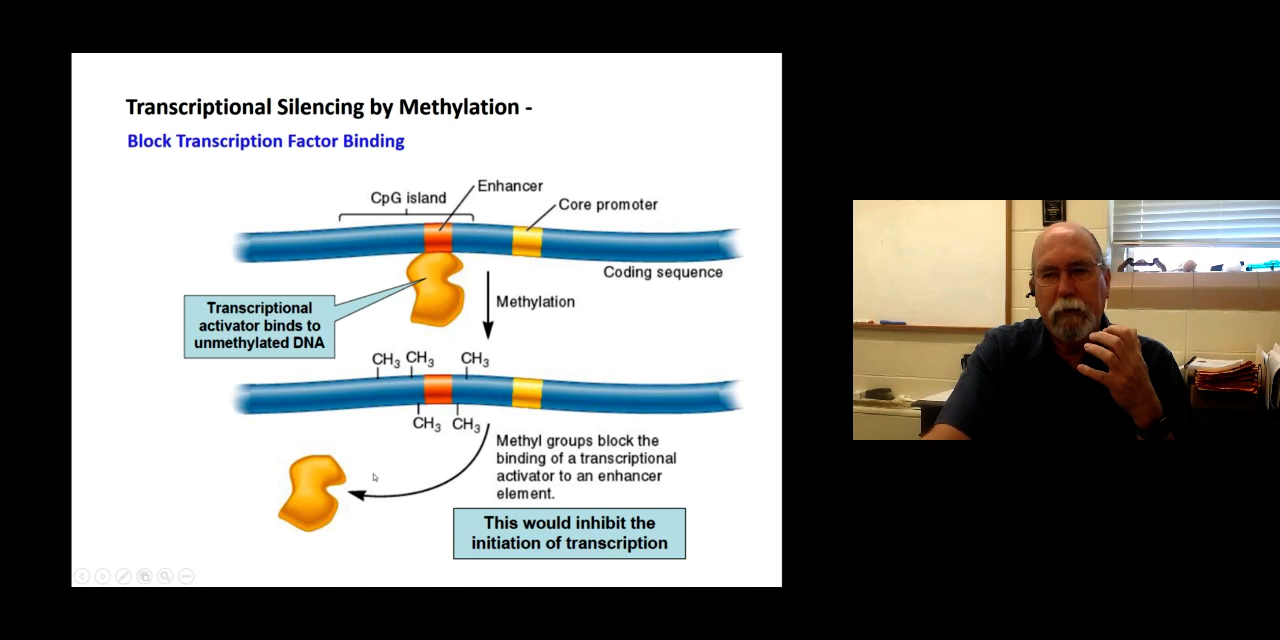 Transcriptional Silencing by Methylation -
Block Transcription Factor Binding
Enhancer
CpG island
Core promoter
Coding sequence
Methylation
Transcriptional
activator binds to
unmethylated DNA
CH3 CH3 CH3
CH3 CH3
Methyl groups block the
binding of a transcriptional
activator to an enhancer
element.
This would inhibit the
initiation of transcription